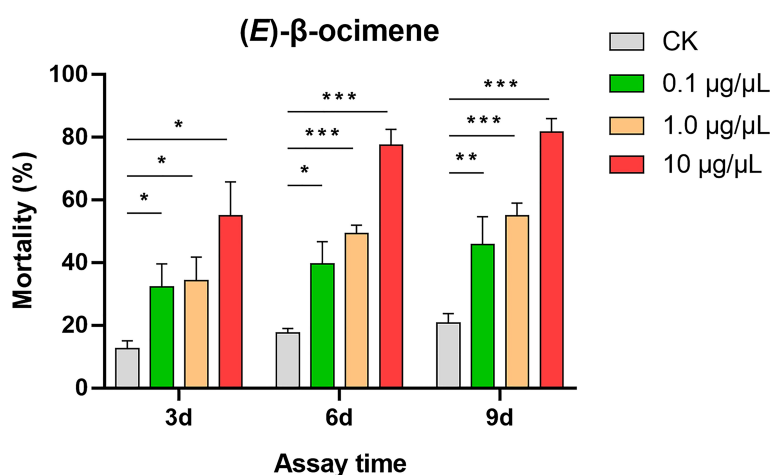 (E)-β-ocimene
CK
0.1 µg/µL
1.0 µg/µL
10 µg/µL
Mortality (%)
100
80
60
40
20
0
*
*
*
***
***
*
***
***
**
3d 6d 9d
Assay time